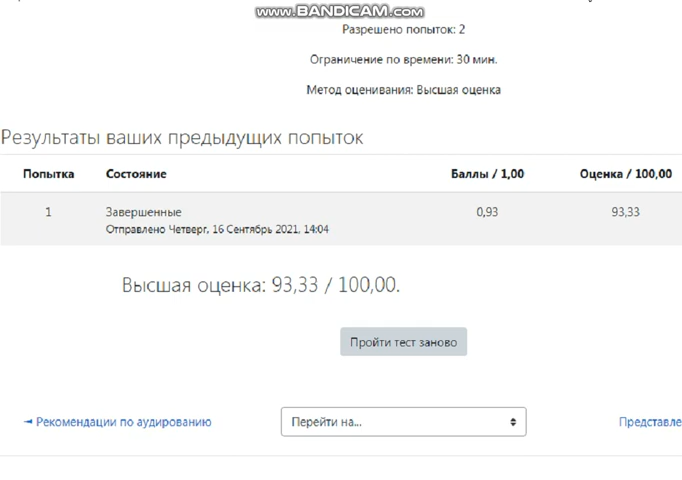 www.BANDICAM.com
Разрешено попыток: 2
Ограничение по времени: 30 мин.
Метод оценивания: Высшая оценка
Результаты ваших предыдущих попыток
Попытка Состояние Баллы / 1,00 Оценка / 100,00
1 Завершенные 0,93 93,33
Отправлено Четверг, 16 Сентябрь 2021, 14:04
Высшая оценка: 93,33 / 100,00.
Пройти тест заново
◄ Рекомендации по аудированию Перейти на... Представле